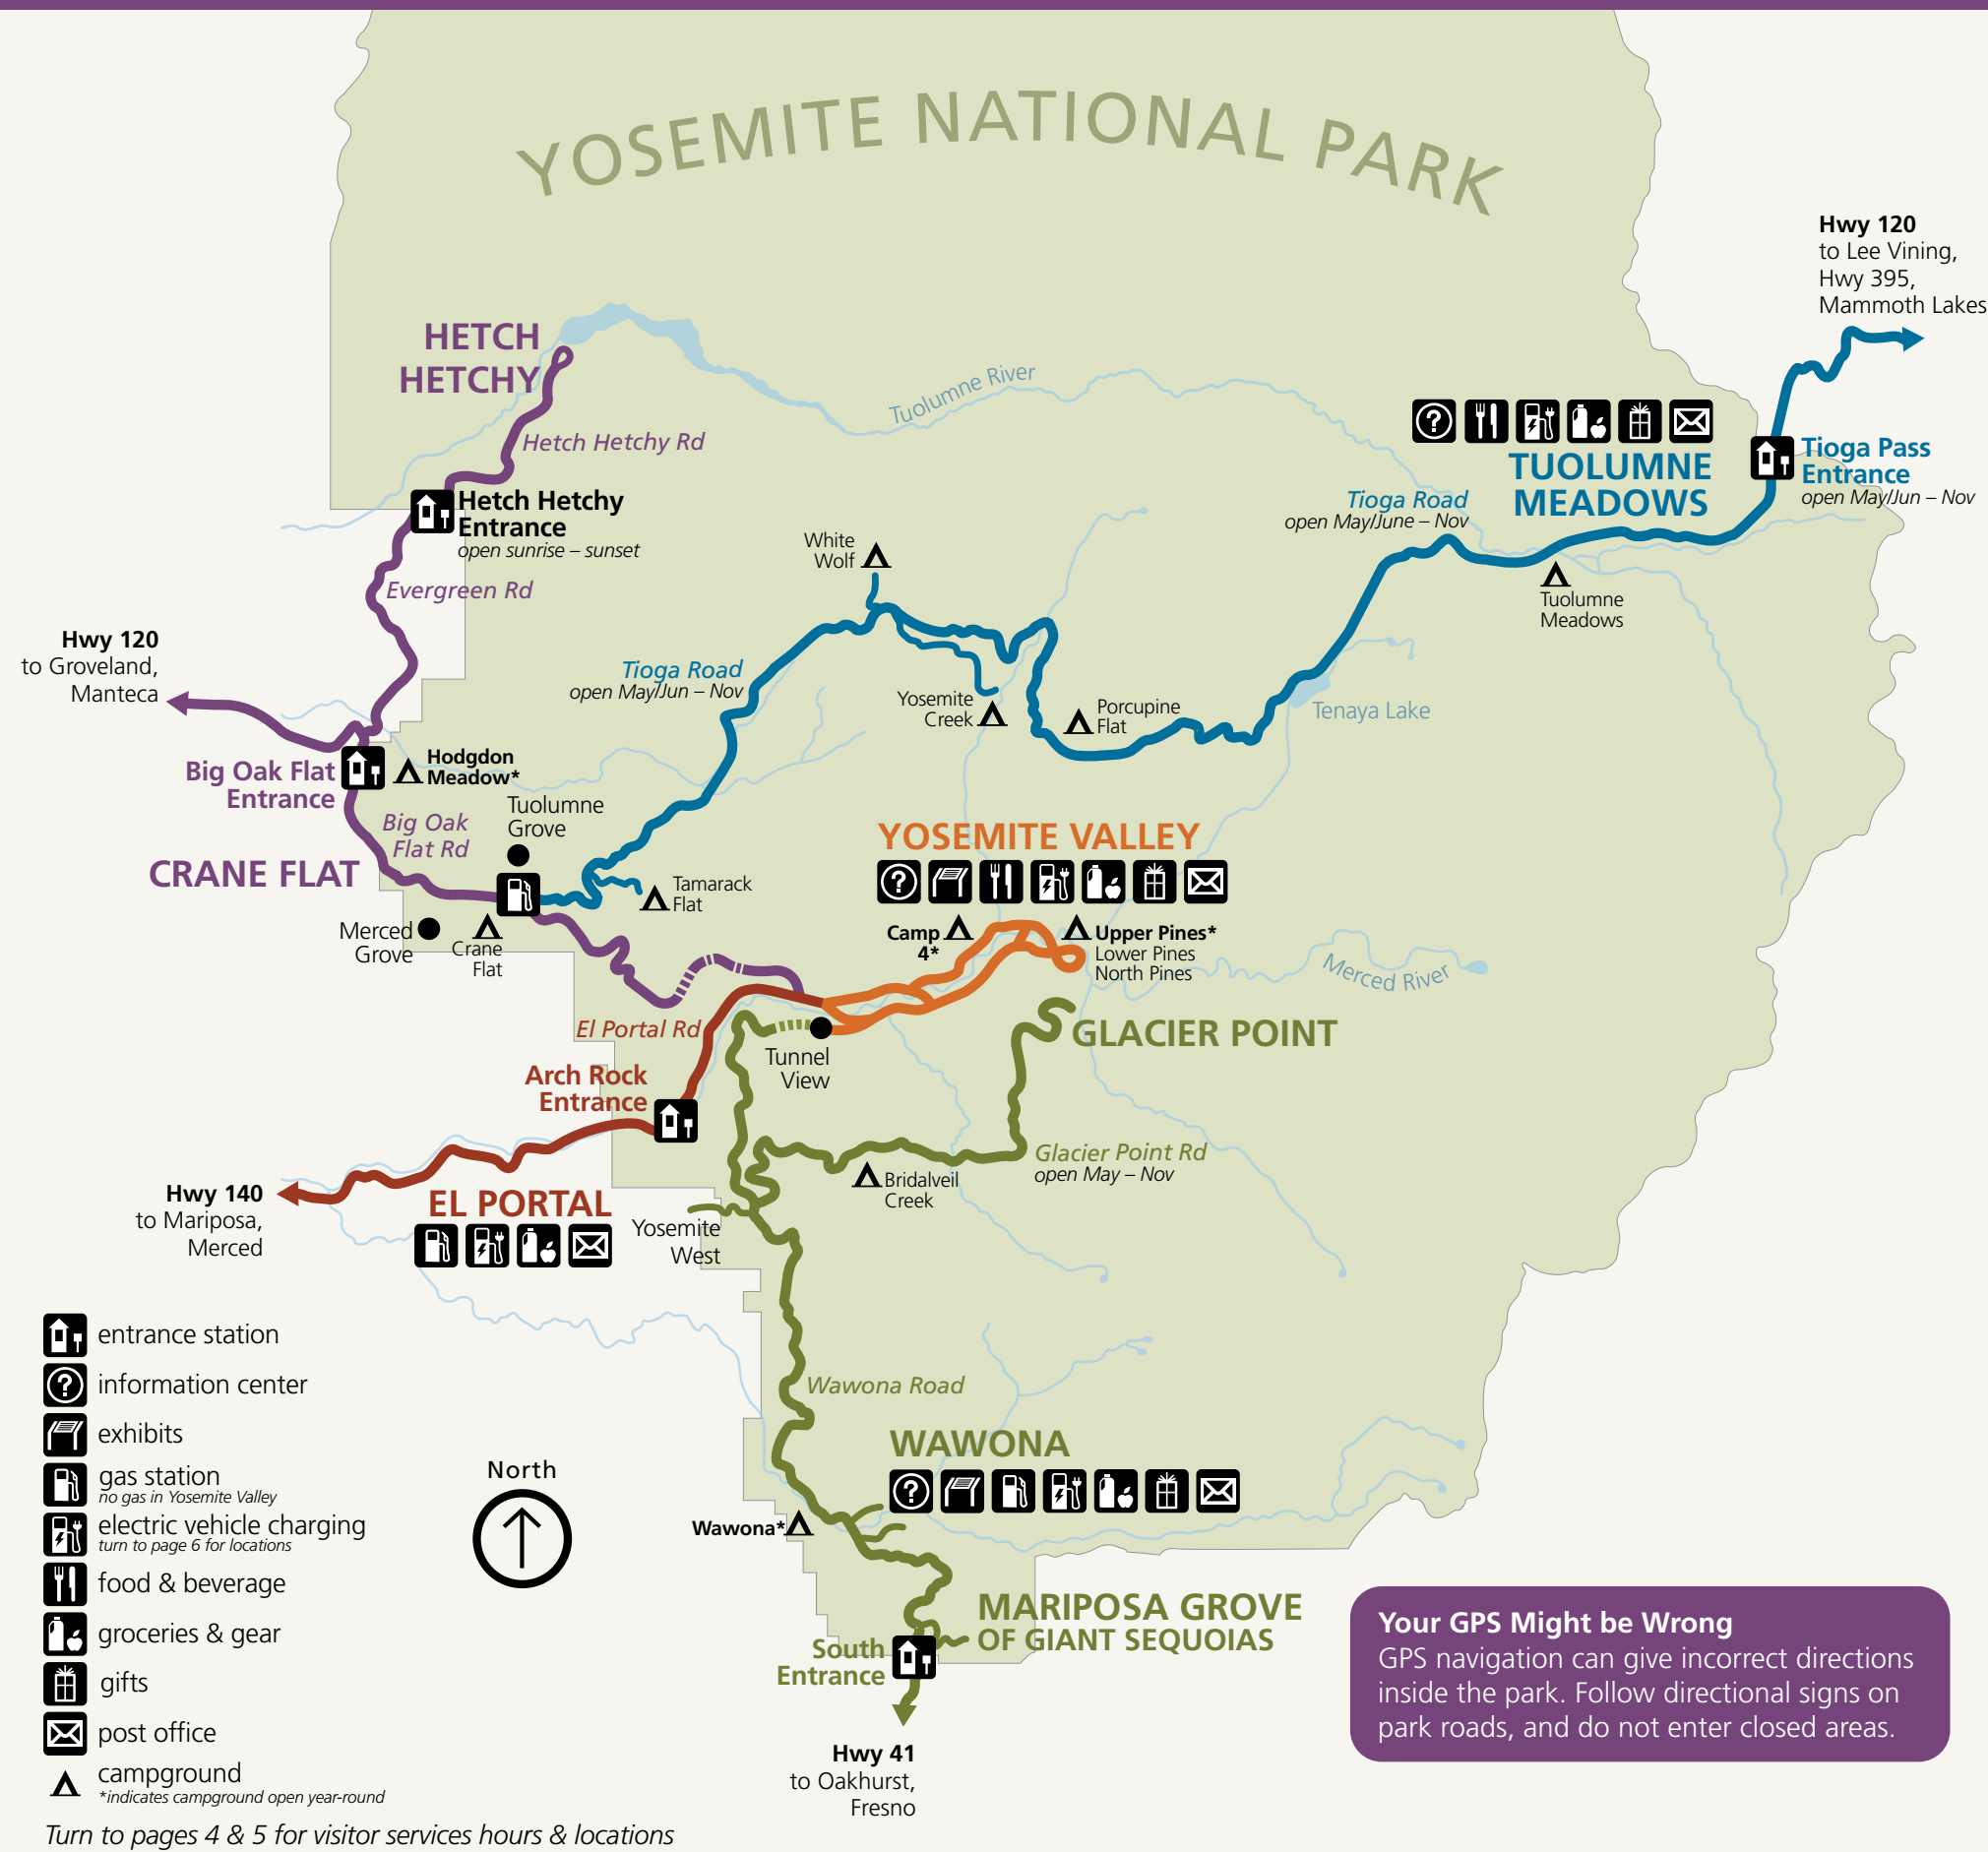 YOSEMITE NATIONAL PARK
Hwy 120
to Lee Vining,
Hwy 395,
Mammoth Lakes
HETCH
HETCHY
Tuolumne River
Hetch Hetchy Rd
?
TUOLUMNE
MEADOWS
Tioga Pass
Entrance
open May/Jun – Nov
Tioga Road
open May/June – Nov
Hetch Hetchy
Entrance
open sunrise – sunset
White
Wolf
Evergreen Rd
Tuolumne
Meadows
Hwy 120
to Groveland,
Manteca
Tioga Road
open May/Jun – Nov
Yosemite
Creek
Porcupine
Flat
Tenaya Lake
Big Oak Flat
Entrance
Hodgdon
Meadow*
Tuolumne
Grove
Big Oak
Flat Rd
YOSEMITE VALLEY
?
CRANE FLAT
Tamarack
Flat
Merced
Grove
Crane
Flat
Camp
4*
Upper Pines*
Lower Pines
North Pines
Merced River
El Portal Rd
GLACIER POINT
Tunnel
View
Arch Rock
Entrance
Glacier Point Rd
open May – Nov
Bridalveil
Creek
Hwy 140
to Mariposa,
Merced
EL PORTAL
Yosemite
West
Wawona Road
WAWONA
?
Wawona*
MARIPOSA GROVE
OF GIANT SEQUOIAS
South
Entrance
Hwy 41
to Oakhurst,
Fresno
North
entrance station
? information center
exhibits
gas station
no gas in Yosemite Valley
electric vehicle charging
turn to page 6 for locations
food & beverage
groceries & gear
gifts
post office
campground
*indicates campground open year-round
Turn to pages 4 & 5 for visitor services hours & locations
Your GPS Might be Wrong
GPS navigation can give incorrect directions
inside the park. Follow directional signs on
park roads, and do not enter closed areas.